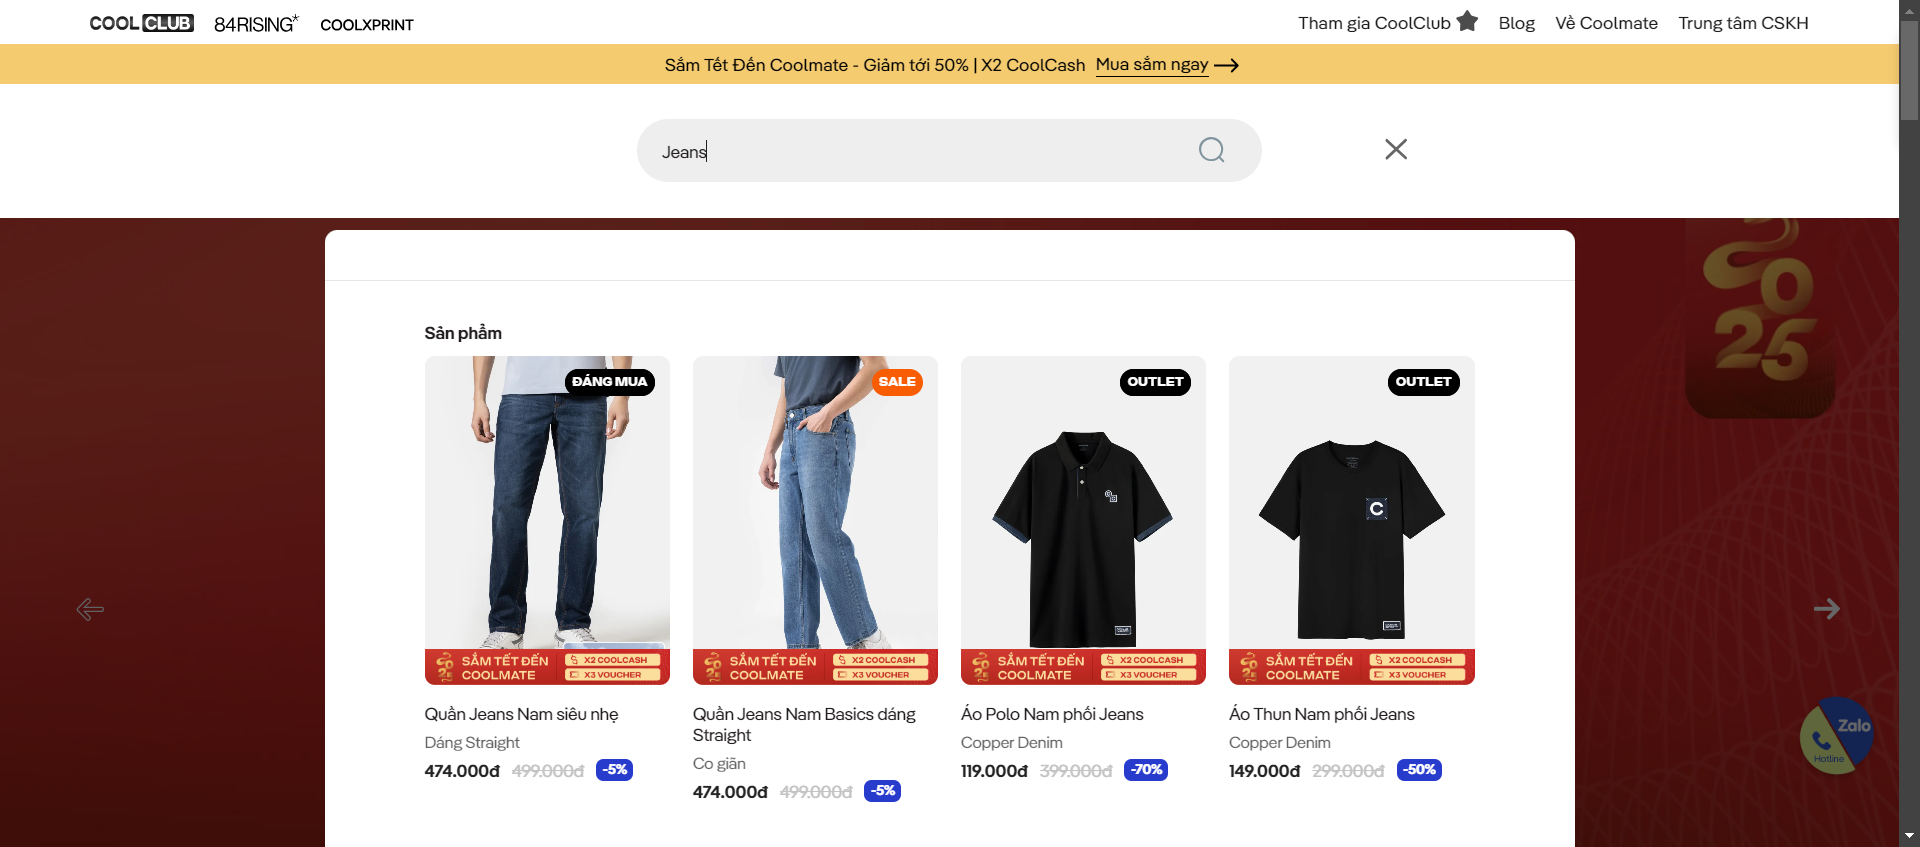 COOLCLUB 84RISING* COOLXPRINT Tham gia CoolClub Blog Về Coolmate Trung tâm CSKH
Sắm Tết Đến Coolmate - Giảm tới 50% | X2 CoolCash Mua sắm ngay
Jeans
2025
Sản phẩm
ĐÁNG MUA
SALE
OUTLET
OUTLET
C
SẮM TẾT ĐẾN COOLMATE X2 COOLCASH X3 VOUCHER
SẮM TẾT ĐẾN COOLMATE X2 COOLCASH X3 VOUCHER
SẮM TẾT ĐẾN COOLMATE X2 COOLCASH X3 VOUCHER
SẮM TẾT ĐẾN COOLMATE X2 COOLCASH X3 VOUCHER
Quần Jeans Nam siêu nhẹ
Dáng Straight
474.000đ 499.000đ -5%
Quần Jeans Nam Basics dáng
Straight
Co giãn
474.000đ 499.000đ -5%
Áo Polo Nam phối Jeans
Copper Denim
119.000đ 399.000đ -70%
Áo Thun Nam phối Jeans
Copper Denim
149.000đ 299.000đ -50%
Zalo
Hotline